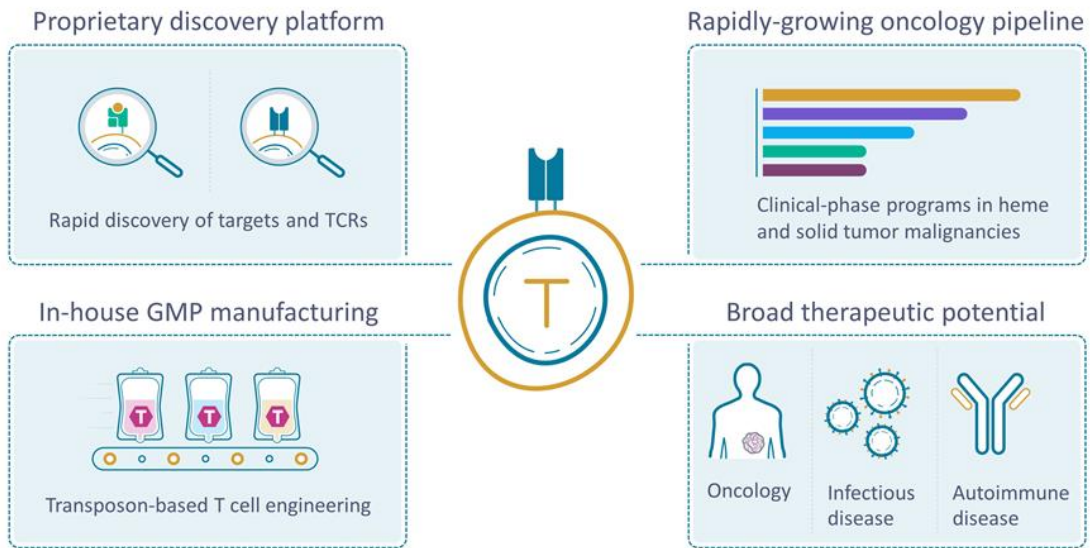 Proprietary discovery platform
Rapid discovery of targets and TCRs
Rapidly-growing oncology pipeline
Clinical-phase programs in heme
and solid tumor malignancies
T
In-house GMP manufacturing
T
T
T
Transposon-based T cell engineering
Broad therapeutic potential
Oncology
Infectious
disease
Autoimmune
disease